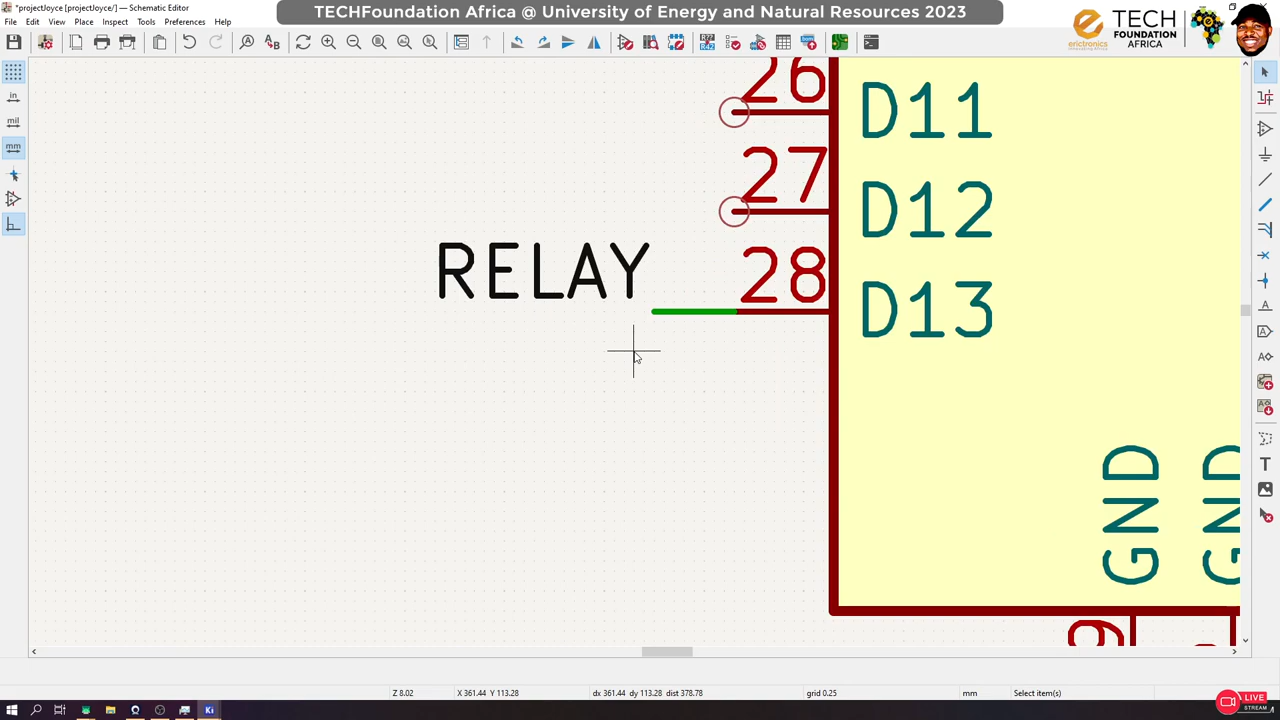 *projectJoyce [projectJoyce/] — Schematic Editor
TECHFoundation Africa @ University of Energy and Natural Resources 2023
File Edit View Place Inspect Tools Preferences Help
erictronics
TECH
FOUNDATION
AFRICA
in
mil
mm
26
D11
27
D12
RELAY
28
D13
GND GND
9
Z 8.02 X 361.44 Y 113.28 dx 361.44 dy 113.28 dist 378.78 grid 0.25 mm Select item(s)
LIVE
STREAM